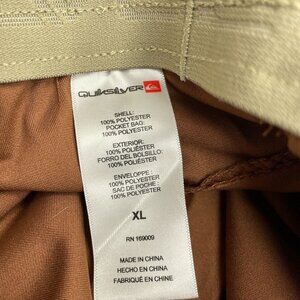 QUIKSILVER
SHELL:
100% POLYESTER
POCKET BAG:
100% POLYESTER
EXTERIOR:
100% POLIÉSTER
FORRO DEL BOLSILLO:
100% POLIÉSTER
ENVELOPPE :
100% POLYESTER
SAC DE POCHE :
100% POLYESTER
XL
RN 169009
MADE IN CHINA
HECHO EN CHINA
FABRIQUÉ EN CHINE